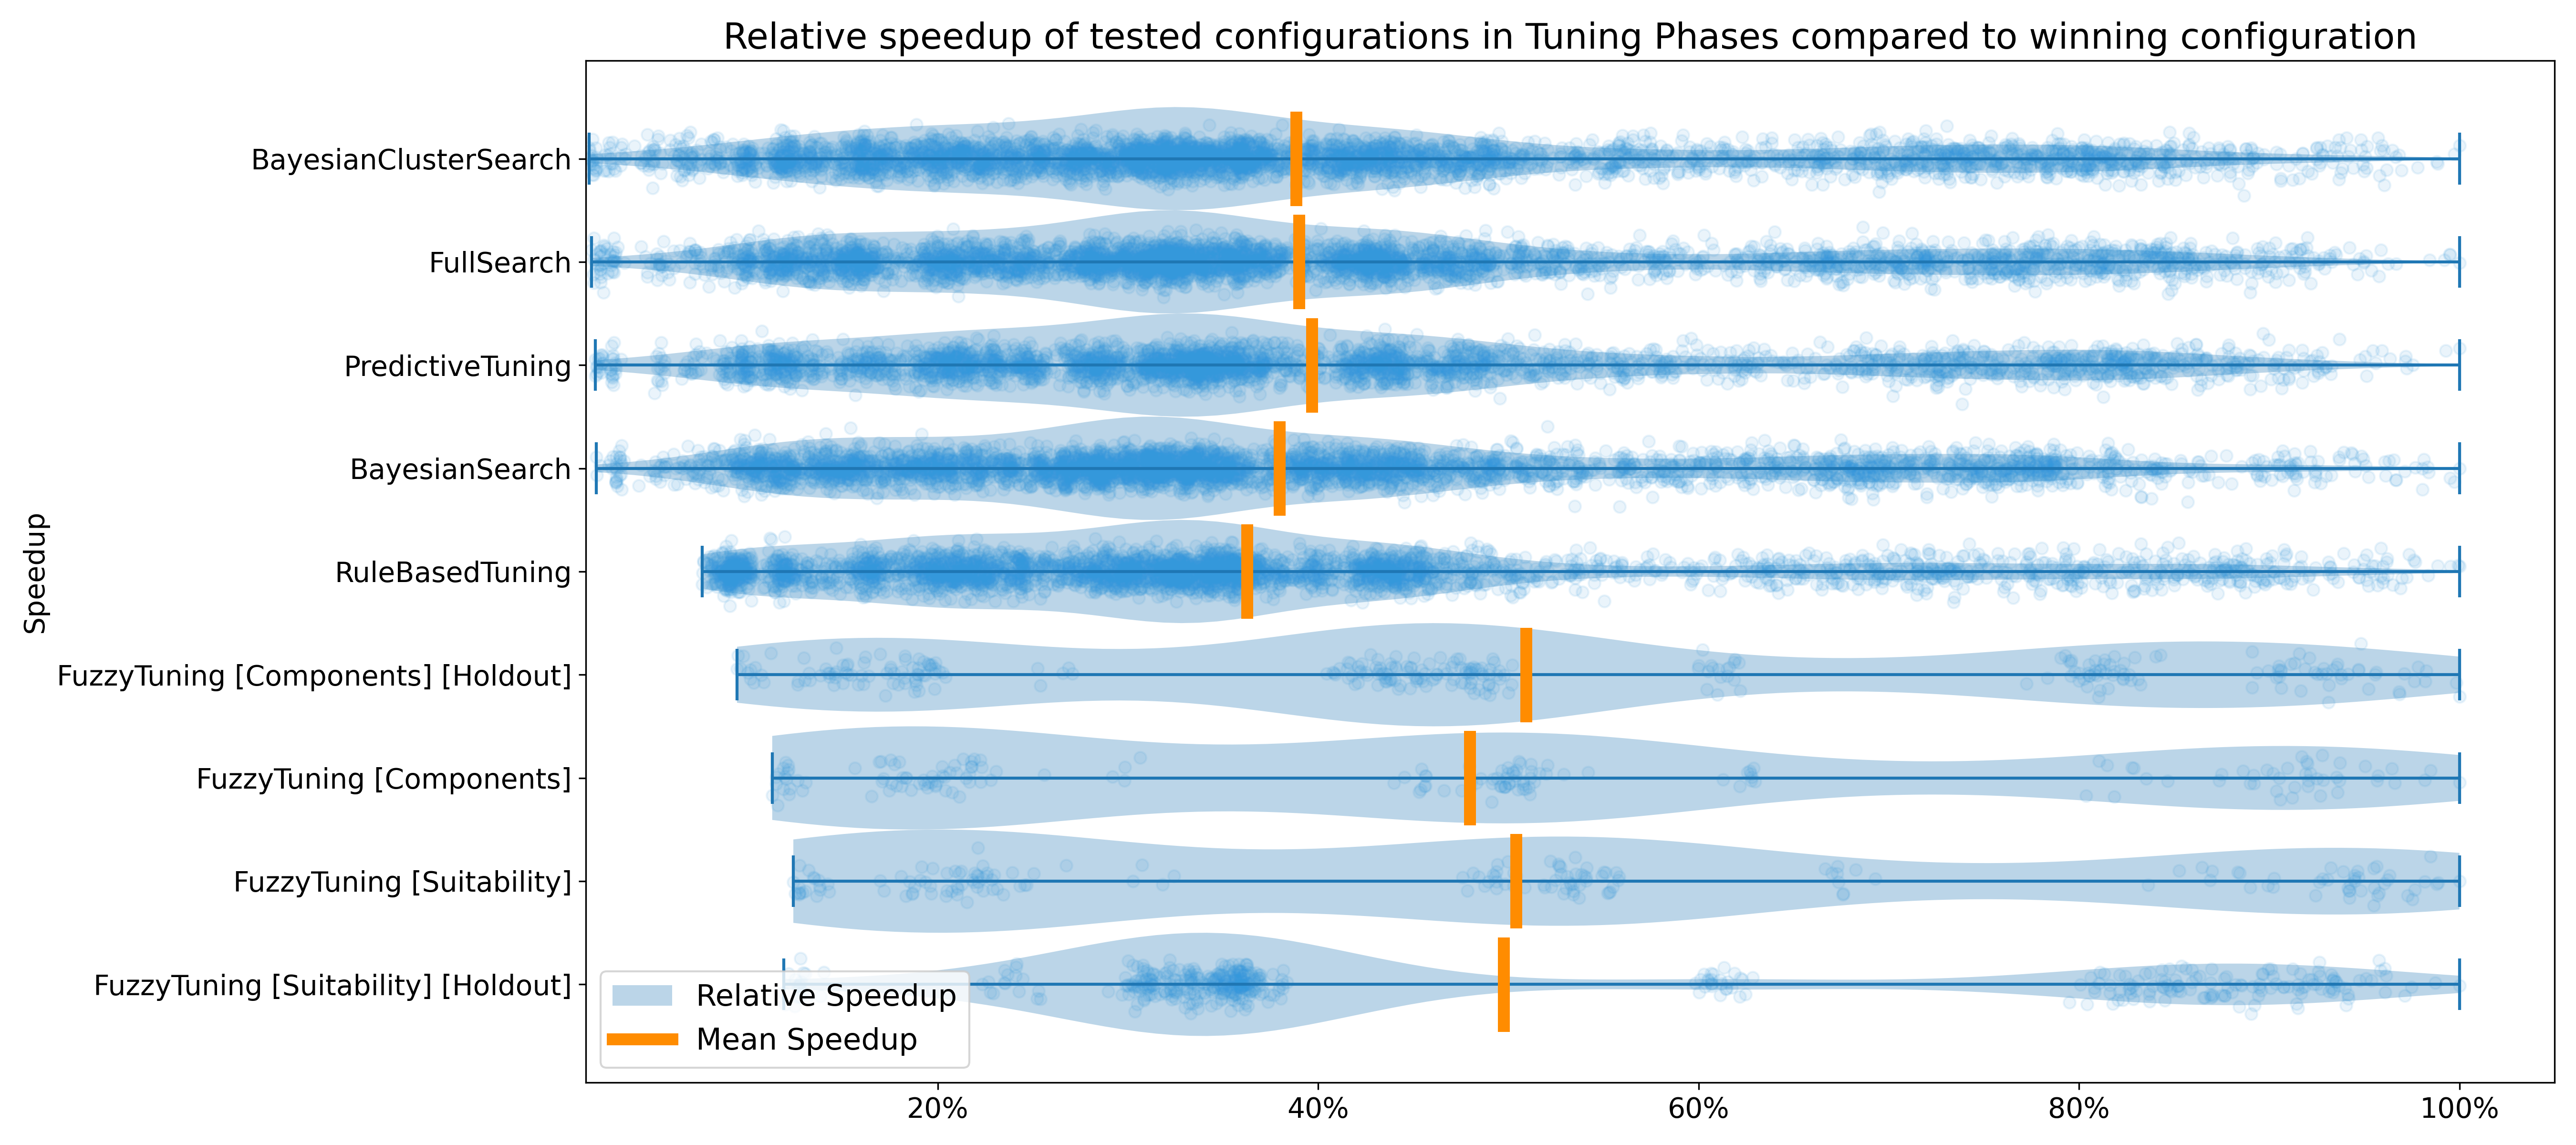 Relative speedup of tested configurations in Tuning Phases compared to winning configuration
Speedup
BayesianClusterSearch
FullSearch
PredictiveTuning
BayesianSearch
RuleBasedTuning
FuzzyTuning [Components] [Holdout]
FuzzyTuning [Components]
FuzzyTuning [Suitability]
FuzzyTuning [Suitability] [Holdout]
Relative Speedup
Mean Speedup
20% 40% 60% 80% 100%